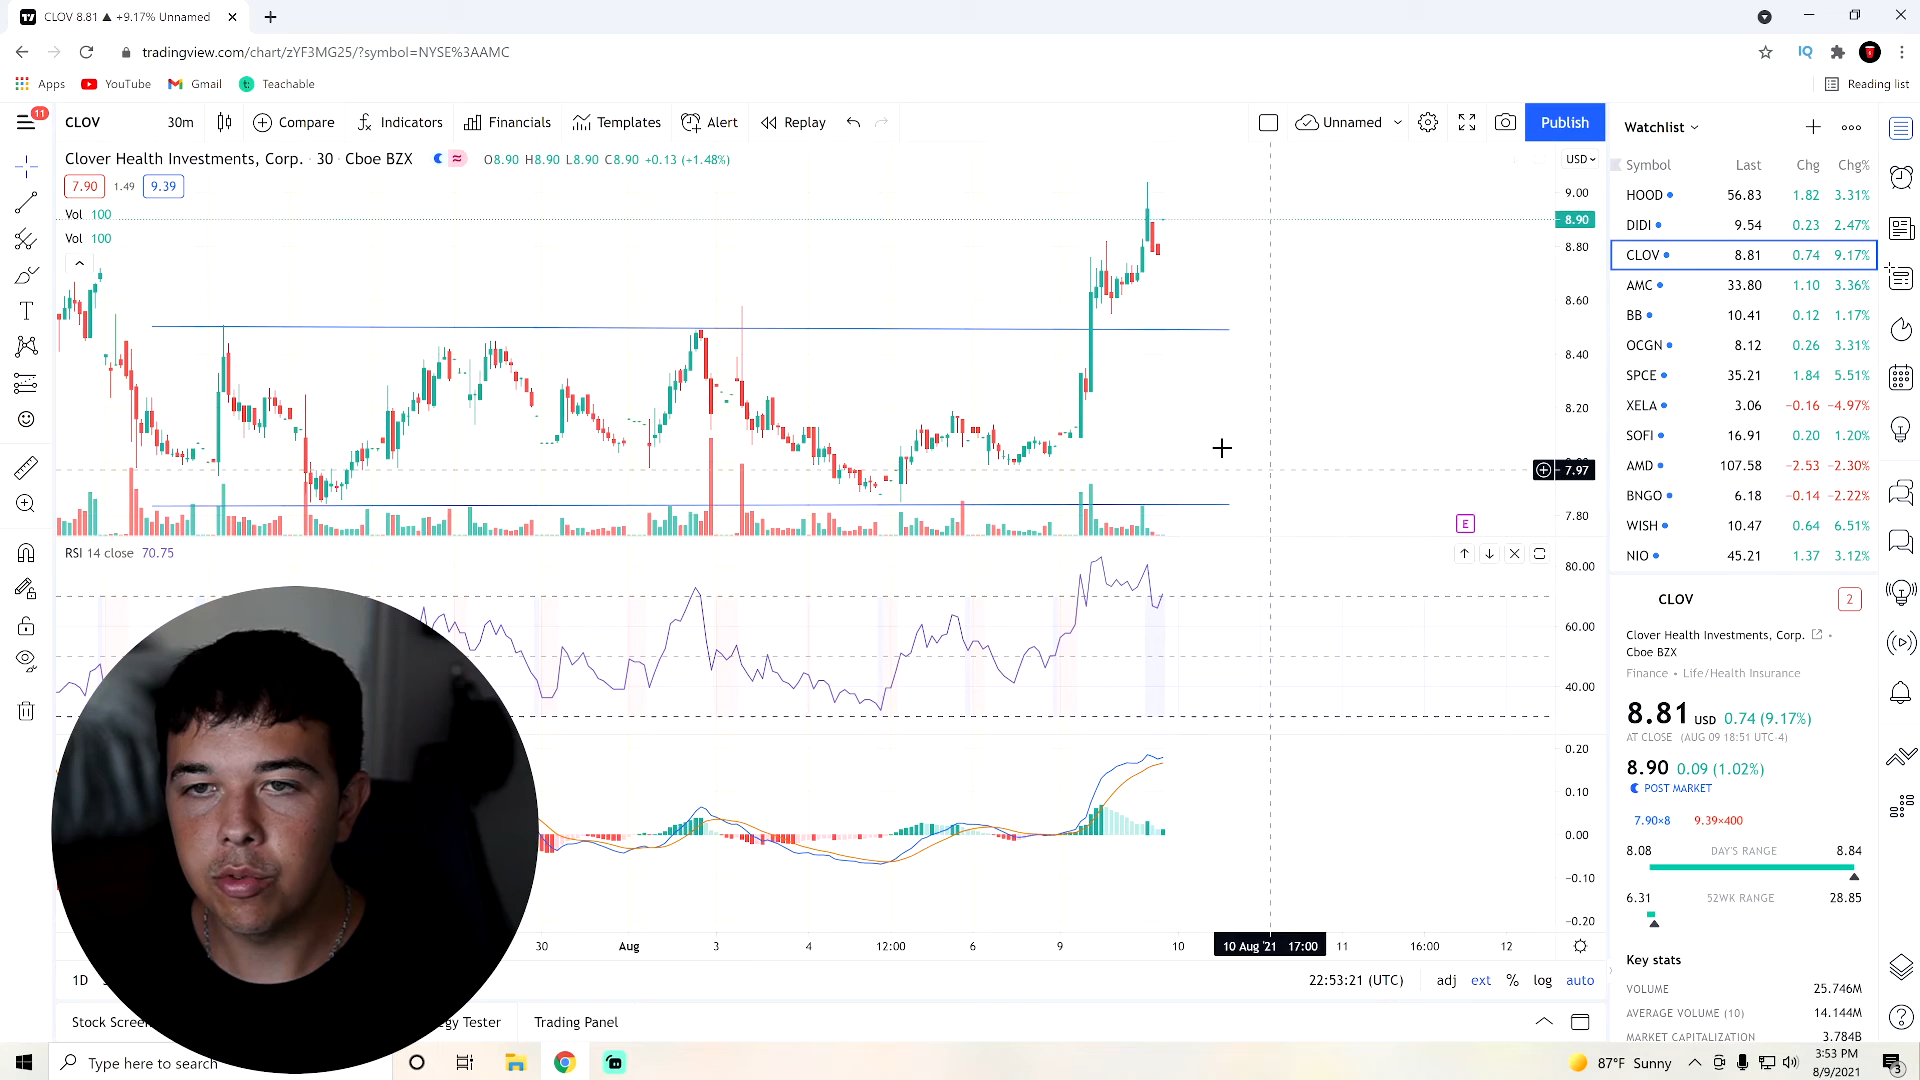 CLOV 8.81 ▲ +9.17% Unnamed
tradingview.com/chart/zYF3MG25/?symbol=NYSE%3AAMC
IQ
Apps YouTube Gmail Teachable Reading list
11
CLOV 30m Compare Indicators Financials Templates Alert Replay Unnamed Publish
Clover Health Investments, Corp. · 30 · Cboe BZX O8.90 H8.90 L8.90 C8.90 +0.13 (+1.48%)
7.90 1.49 9.39
Vol 100
Vol 100
USD
9.00
8.90
8.80
8.60
8.40
8.20
7.97
7.80
E
RSI 14 close 70.75
80.00
60.00
40.00
0.20
0.10
0.00
−0.10
−0.20
30 Aug 3 4 12:00 6 9 10 10 Aug '21 17:00 11 16:00 12
1D 22:53:21 (UTC) adj ext % log auto
Stock Screen Tester Trading Panel
Watchlist
Symbol Last Chg Chg%
HOOD 56.83 1.82 3.31%
DIDI 9.54 0.23 2.47%
CLOV 8.81 0.74 9.17%
AMC 33.80 1.10 3.36%
BB 10.41 0.12 1.17%
OCGN 8.12 0.26 3.31%
SPCE 35.21 1.84 5.51%
XELA 3.06 −0.16 −4.97%
SOFI 16.91 0.20 1.20%
AMD 107.58 −2.53 −2.30%
BNGO 6.18 −0.14 −2.22%
WISH 10.47 0.64 6.51%
NIO 45.21 1.37 3.12%
CLOV 2
Clover Health Investments, Corp.
Cboe BZX
Finance • Life/Health Insurance
8.81 USD 0.74 (9.17%)
AT CLOSE (AUG 09 18:51 UTC-4)
8.90 0.09 (1.02%)
POST MARKET
7.90×8 9.39×400
8.08 DAY'S RANGE 8.84
6.31 52WK RANGE 28.85
Key stats
VOLUME 25.746M
AVERAGE VOLUME (10) 14.144M
MARKET CAPITALIZATION 3.784B
Type here to search
87°F Sunny
3:53 PM
8/9/2021
3